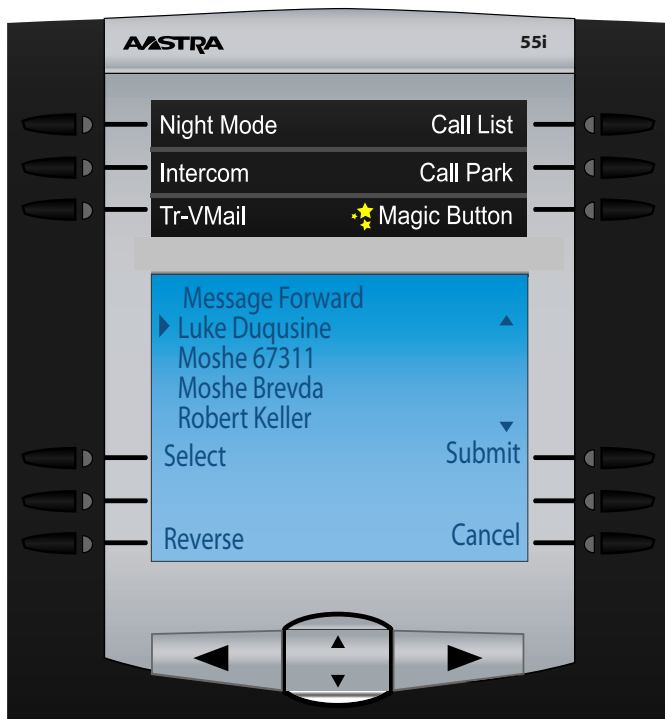 AASTRA 55i
Night Mode Call List
Intercom Call Park
Tr-VMail Magic Button
Message Forward
Luke Duqusine
Moshe 67311
Moshe Brevda
Robert Keller
Select Submit
Reverse Cancel